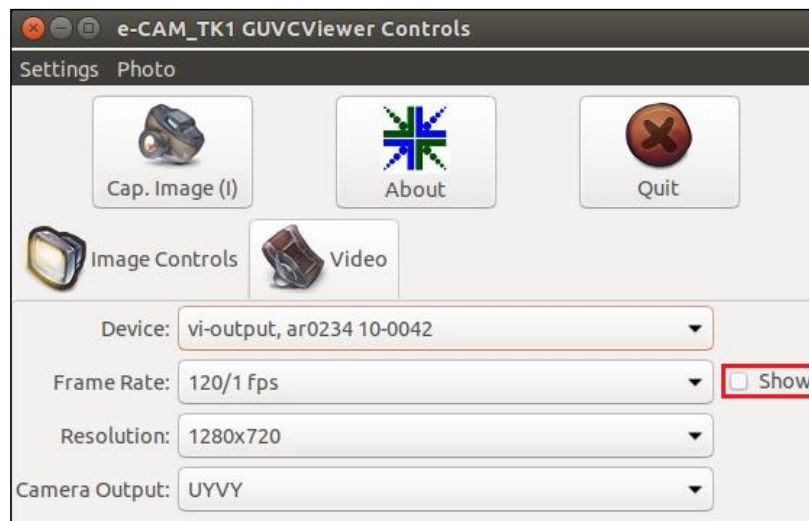 e-CAM_TK1 GUVCViewer Controls
Settings Photo
Cap. Image (I) About Quit
Image Controls Video
Device: vi-output, ar0234 10-0042
Frame Rate: 120/1 fps Show
Resolution: 1280x720
Camera Output: UYVY